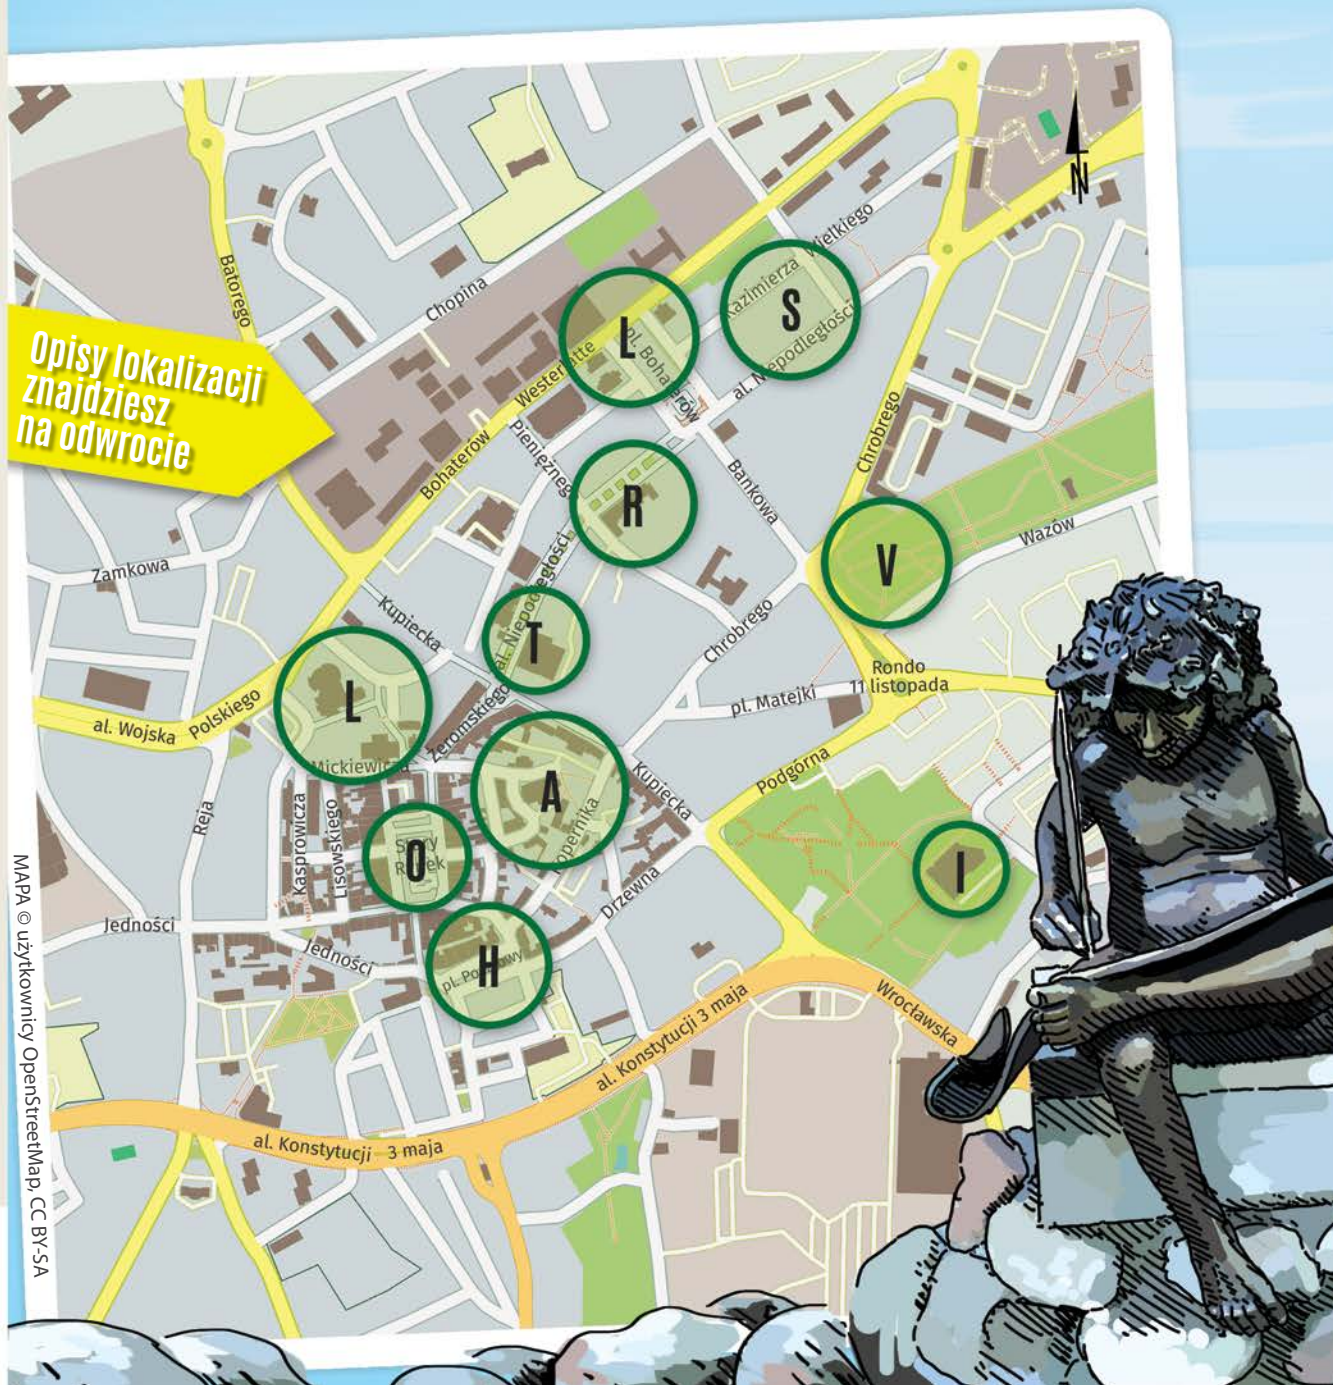 N
Batorego
Chopina
Kazimierza Wielkiego
S
L
pl. Bohaterów
al. Niepodległości
Opisy lokalizacji
znajdziesz
na odwrocie
Bohaterów Westerplatte
Pieniężnego
Chrobrego
Bankowa
R
V
Wazów
Zamkowa
Kupiecka
al. Niepodległości
T
Chrobrego
Rondo
11 listopada
pl. Matejki
L
al. Wojska Polskiego
Żeromskiego
Mickiewicza
A
Kopernika
Kupiecka
Podgórna
Reja
Kasprowicza
Lisowskiego
Stary
Rynek
O
I
Drzewna
Jedności
Jedności
H
pl. Pocztowy
al. Konstytucji 3 maja
Wrocławska
al. Konstytucji 3 maja
MAPA © użytkownicy OpenStreetMap, CC BY-SA